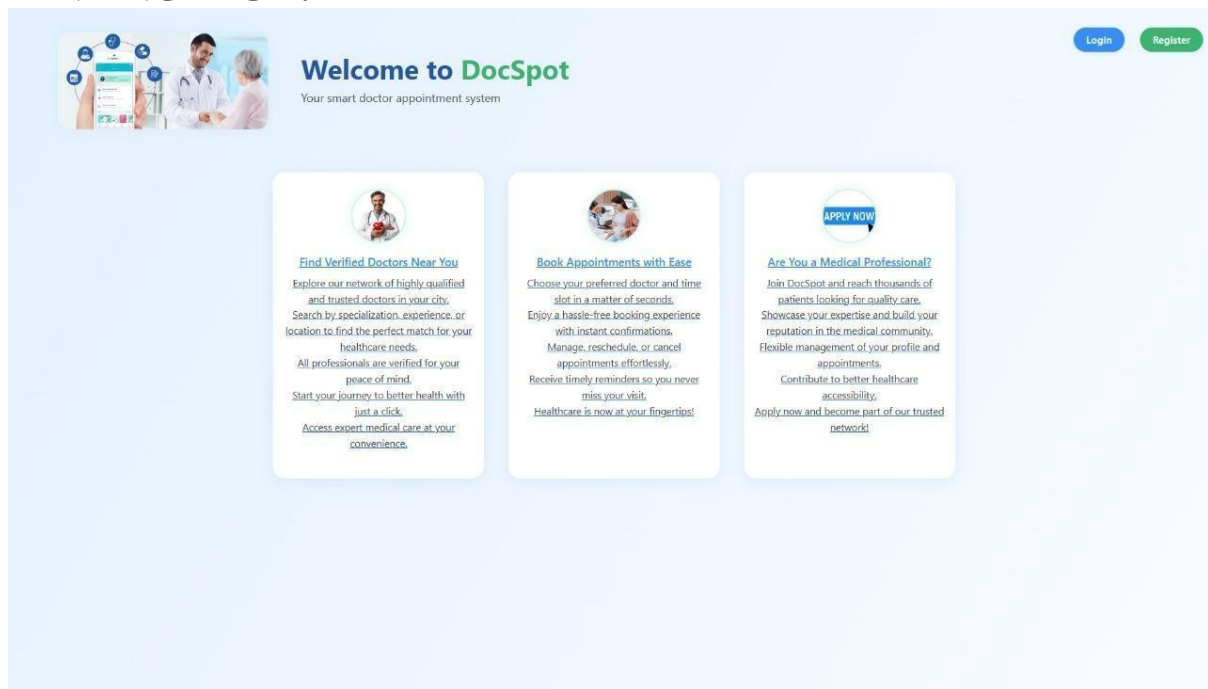 Login
Register
Welcome to DocSpot
Your smart doctor appointment system
Find Verified Doctors Near You
Explore our network of highly qualified
and trusted doctors in your city.
Search by specialization, experience, or
location to find the perfect match for your
healthcare needs.
All professionals are verified for your
peace of mind.
Start your journey to better health with
just a click.
Access expert medical care at your
convenience.
Book Appointments with Ease
Choose your preferred doctor and time
slot in a matter of seconds.
Enjoy a hassle-free booking experience
with instant confirmations.
Manage, reschedule, or cancel
appointments effortlessly.
Receive timely reminders so you never
miss your visit.
Healthcare is now at your fingertips!
APPLY NOW
Are You a Medical Professional?
Join DocSpot and reach thousands of
patients looking for quality care.
Showcase your expertise and build your
reputation in the medical community.
Flexible management of your profile and
appointments.
Contribute to better healthcare
accessibility.
Apply now and become part of our trusted
network!